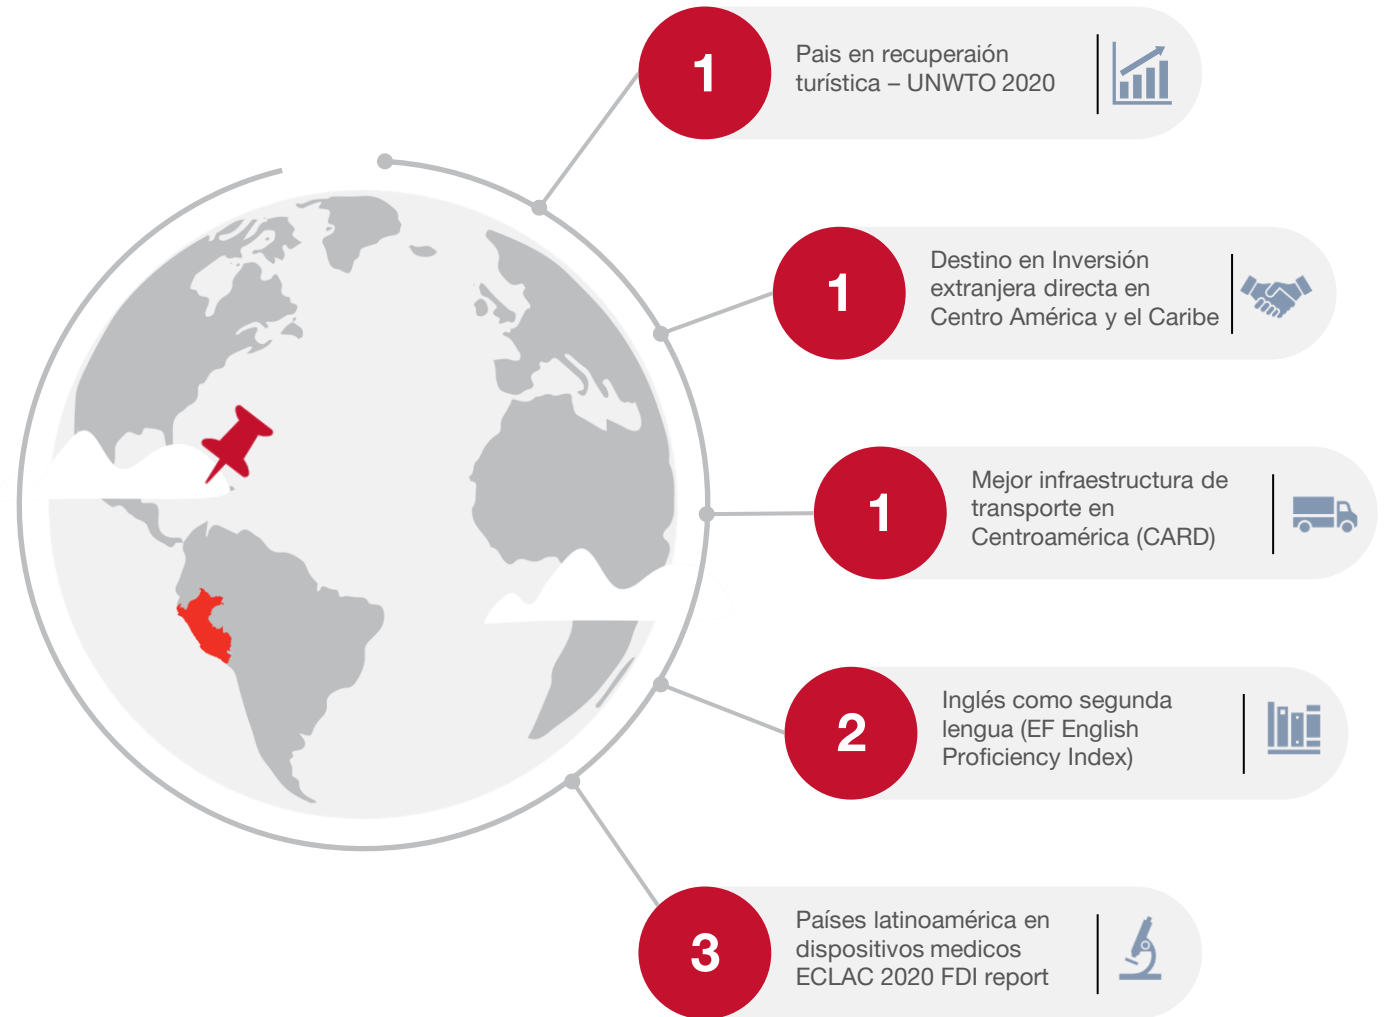 1
Pais en recuperaión
turística – UNWTO 2020
1
Destino en Inversión
extranjera directa en
Centro América y el Caribe
1
Mejor infraestructura de
transporte en
Centroamérica (CARD)
2
Inglés como segunda
lengua (EF English
Proficiency Index)
3
Países latinoamérica en
dispositivos medicos
ECLAC 2020 FDI report